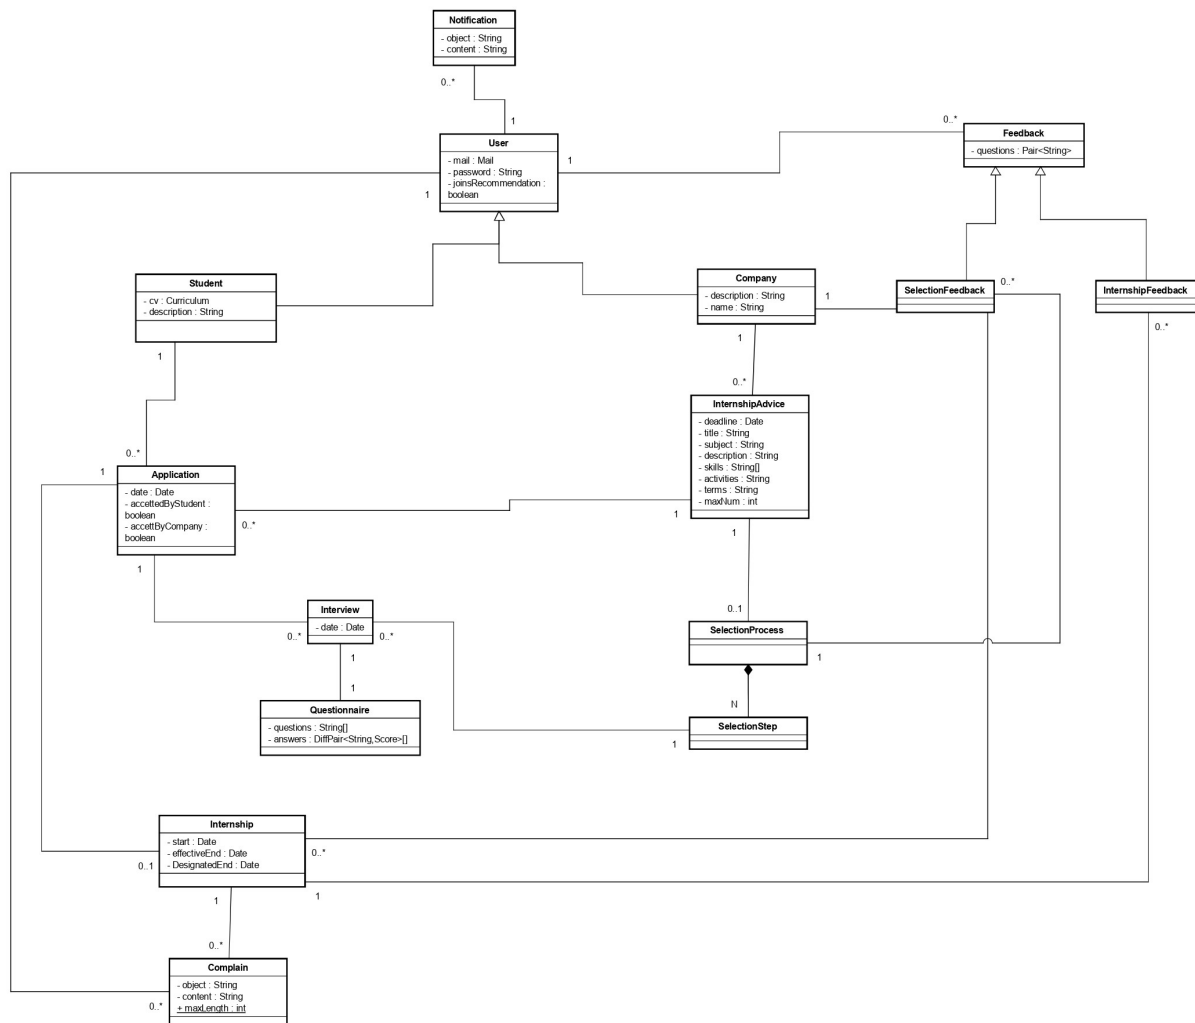 Notification
- object : String
- content : String
0..*
1
User
- mail : Mail
- password : String
- joinsRecommendation :
boolean
1
1
0..*
Feedback
- questions : Pair<String>
Student
- cv : Curriculum
- description : String
1
Company
- description : String
- name : String
1
1
SelectionFeedback
0..*
InternshipFeedback
0..*
0..*
InternshipAdvice
- deadline : Date
- title : String
- subject : String
- description : String
- skills : String[]
- activities : String
- terms : String
- maxNum : int
1
1
0..*
1
Application
- date : Date
- accettedByStudent :
boolean
- accettByCompany :
boolean
0..*
1
Interview
- date : Date
0..*
0..*
1
1
Questionnaire
- questions : String[]
- answers : DiffPair<String,Score>[]
0..1
SelectionProcess
1
N
SelectionStep
1
Internship
- start : Date
- effectiveEnd : Date
- DesignatedEnd : Date
0..1
0..*
1
1
0..*
Complain
- object : String
- content : String
+ maxLength : int
0..*